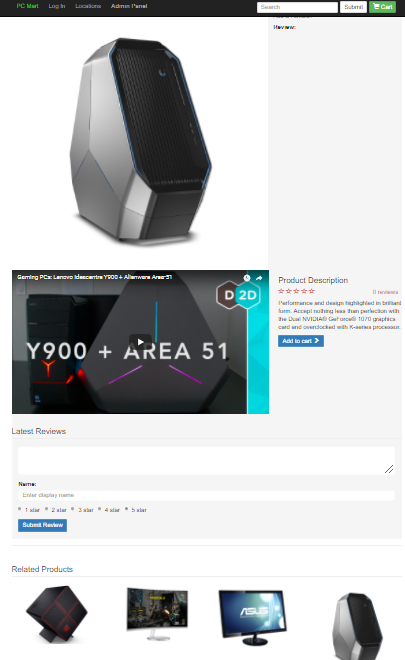 PC Mart Log In Locations Admin Panel Search Submit Cart
Review:
Gaming PCs: Lenovo Ideacentre Y900 + Alienware Area-51
D 2D
Y900 + AREA 51
Product Description
0 reviews
Performance and design highlighted in brilliant
form. Accept nothing less than perfection with
the Dual NVIDIA® GeForce® 1070 graphics
card and overclocked with K-series processor.
Add to cart
Latest Reviews
Name:
Enter display name
1 star 2 star 3 star 4 star 5 star
Submit Review
Related Products
ASUS